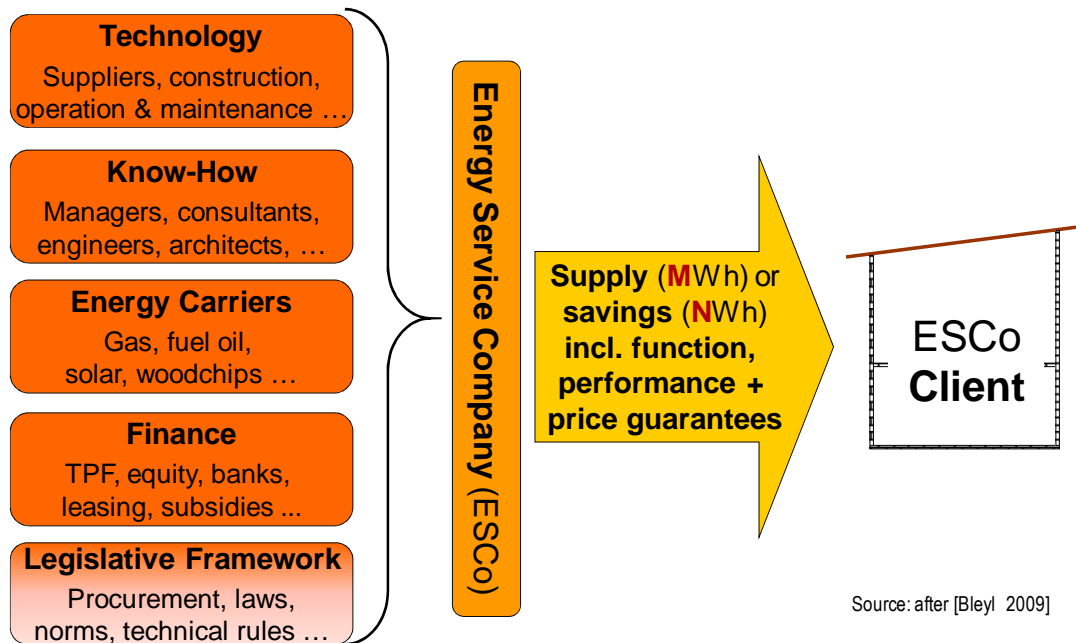 Technology
Suppliers, construction,
operation & maintenance …
Know-How
Managers, consultants,
engineers, architects, …
Energy Carriers
Gas, fuel oil,
solar, woodchips …
Finance
TPF, equity, banks,
leasing, subsidies ...
Legislative Framework
Procurement, laws,
norms, technical rules …
Energy Service Company (ESCo)
Supply (MWh) or
savings (NWh)
incl. function,
performance +
price guarantees
ESCo
Client
Source: after [Bleyl 2009]